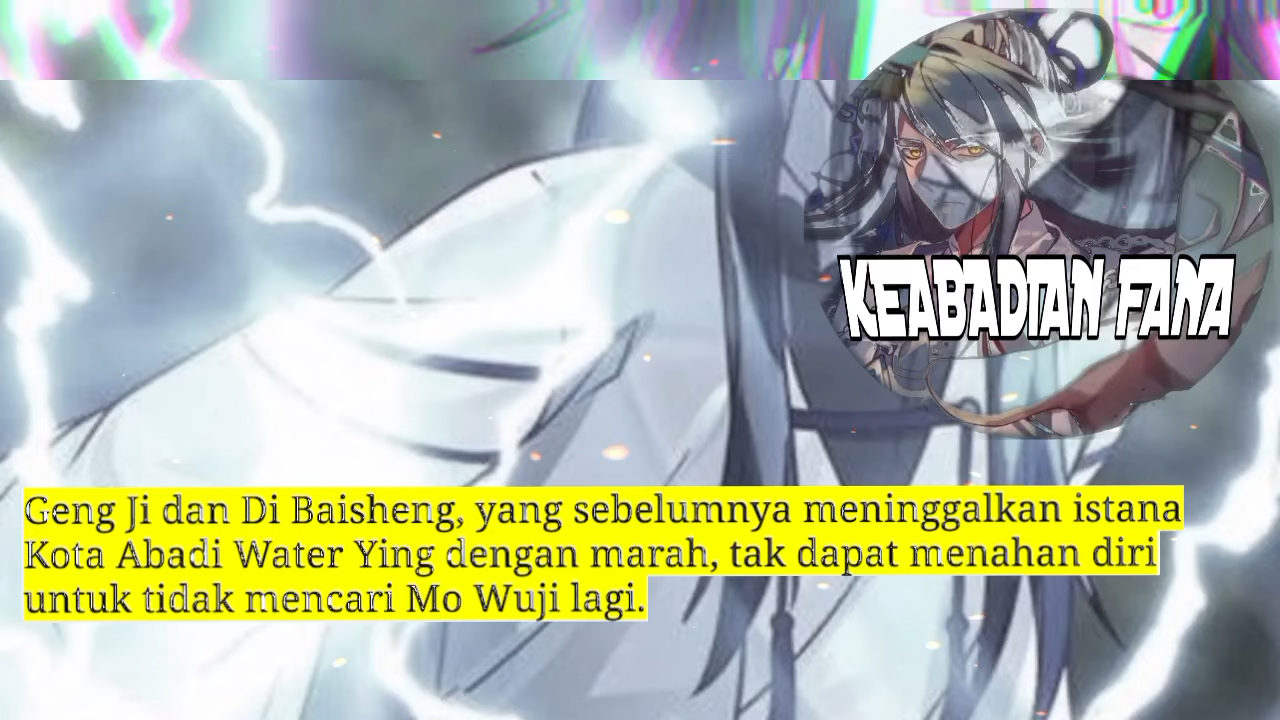 KEABADIAN FANA
Geng Ji dan Di Baisheng, yang sebelumnya meninggalkan istana
Kota Abadi Water Ying dengan marah, tak dapat menahan diri
untuk tidak mencari Mo Wuji lagi.